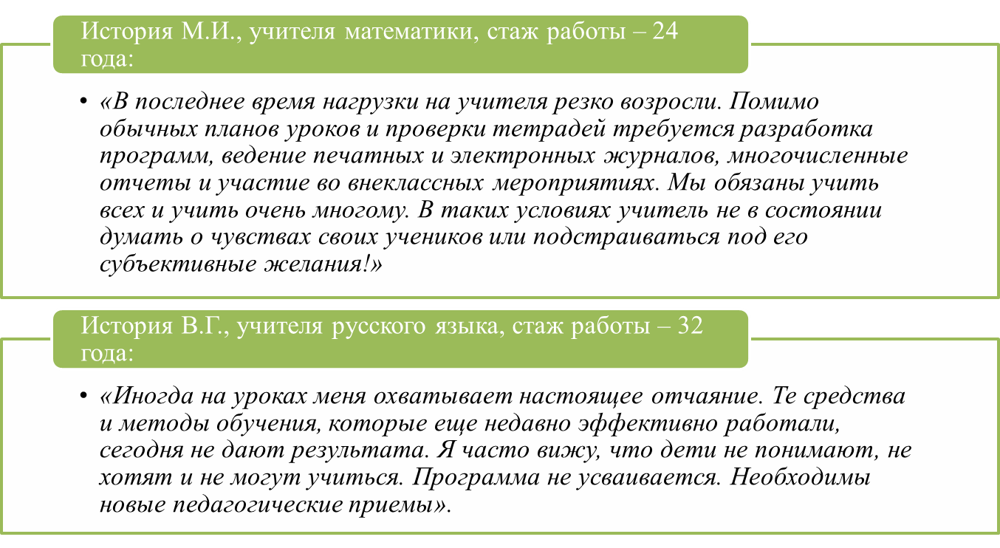 История М.И., учителя математики, стаж работы – 24
года:
• «В последнее время нагрузки на учителя резко возросли. Помимо
обычных планов уроков и проверки тетрадей требуется разработка
программ, ведение печатных и электронных журналов, многочисленные
отчеты и участие во внеклассных мероприятиях. Мы обязаны учить
всех и учить очень многому. В таких условиях учитель не в состоянии
думать о чувствах своих учеников или подстраиваться под его
субъективные желания!»
История В.Г., учителя русского языка, стаж работы – 32
года:
• «Иногда на уроках меня охватывает настоящее отчаяние. Те средства
и методы обучения, которые еще недавно эффективно работали,
сегодня не дают результата. Я часто вижу, что дети не понимают, не
хотят и не могут учиться. Программа не усваивается. Необходимы
новые педагогические приемы».